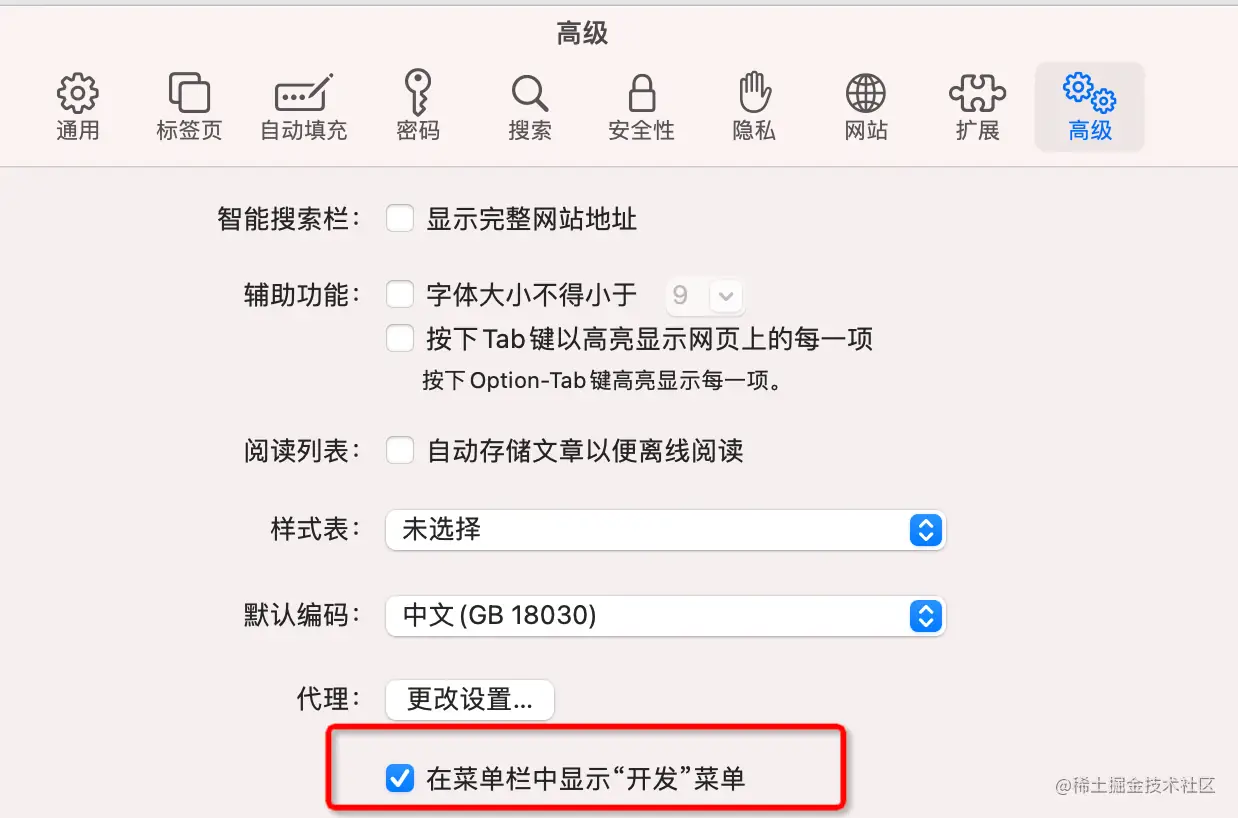 高级
通用 标签页 自动填充 密码 搜索 安全性 隐私 网站 扩展 高级
智能搜索栏： 显示完整网站地址
辅助功能： 字体大小不得小于 9
按下 Tab 键以高亮显示网页上的每一项
按下 Option-Tab 键高亮显示每一项。
阅读列表： 自动存储文章以便离线阅读
样式表： 未选择
默认编码： 中文 (GB 18030)
代理： 更改设置...
在菜单栏中显示“开发”菜单
@稀土掘金技术社区